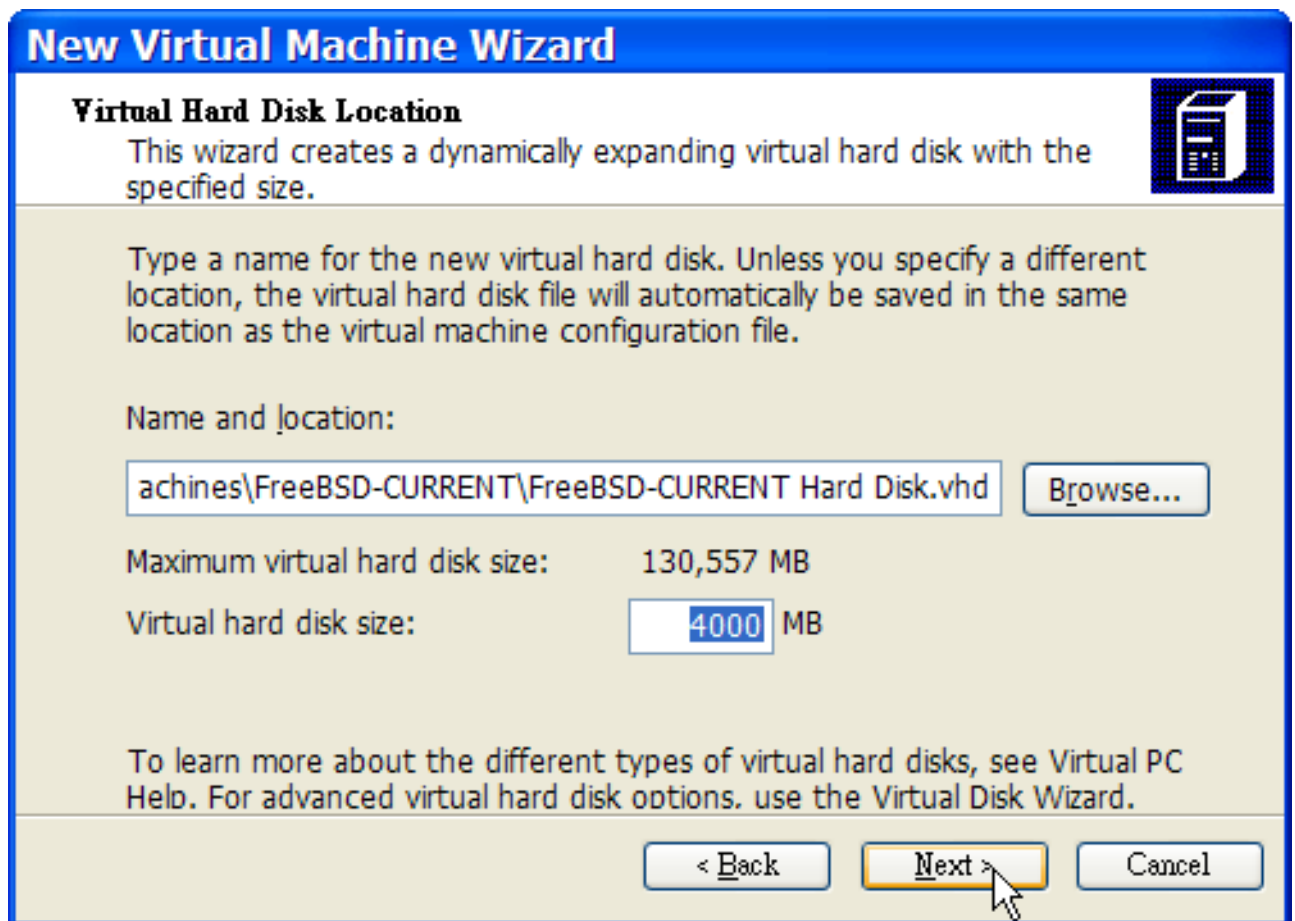 New Virtual Machine Wizard
Virtual Hard Disk Location
This wizard creates a dynamically expanding virtual hard disk with the
specified size.
Type a name for the new virtual hard disk. Unless you specify a different
location, the virtual hard disk file will automatically be saved in the same
location as the virtual machine configuration file.
Name and location:
achines\FreeBSD-CURRENT\FreeBSD-CURRENT Hard Disk.vhd Browse...
Maximum virtual hard disk size: 130,557 MB
Virtual hard disk size: 4000 MB
To learn more about the different types of virtual hard disks, see Virtual PC
Help. For advanced virtual hard disk options, use the Virtual Disk Wizard.
< Back Next > Cancel